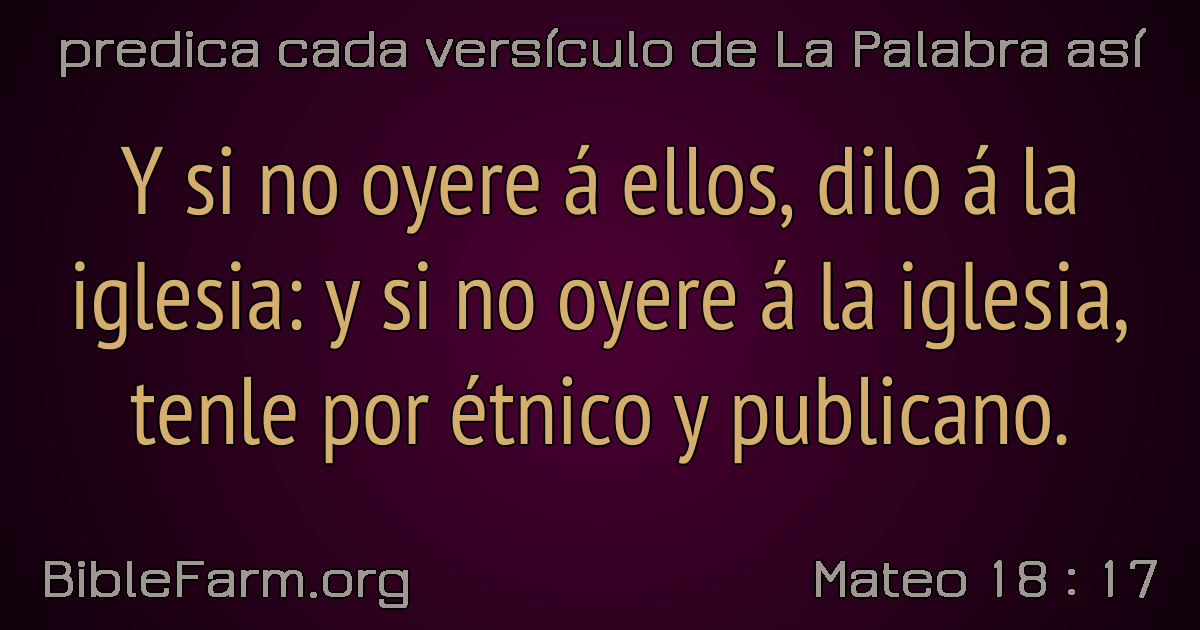 predica cada versículo de La Palabra así
Y si no oyere á ellos, dilo á la
iglesia: y si no oyere á la iglesia,
tenle por étnico y publicano.
BibleFarm.org
Mateo 18 : 17